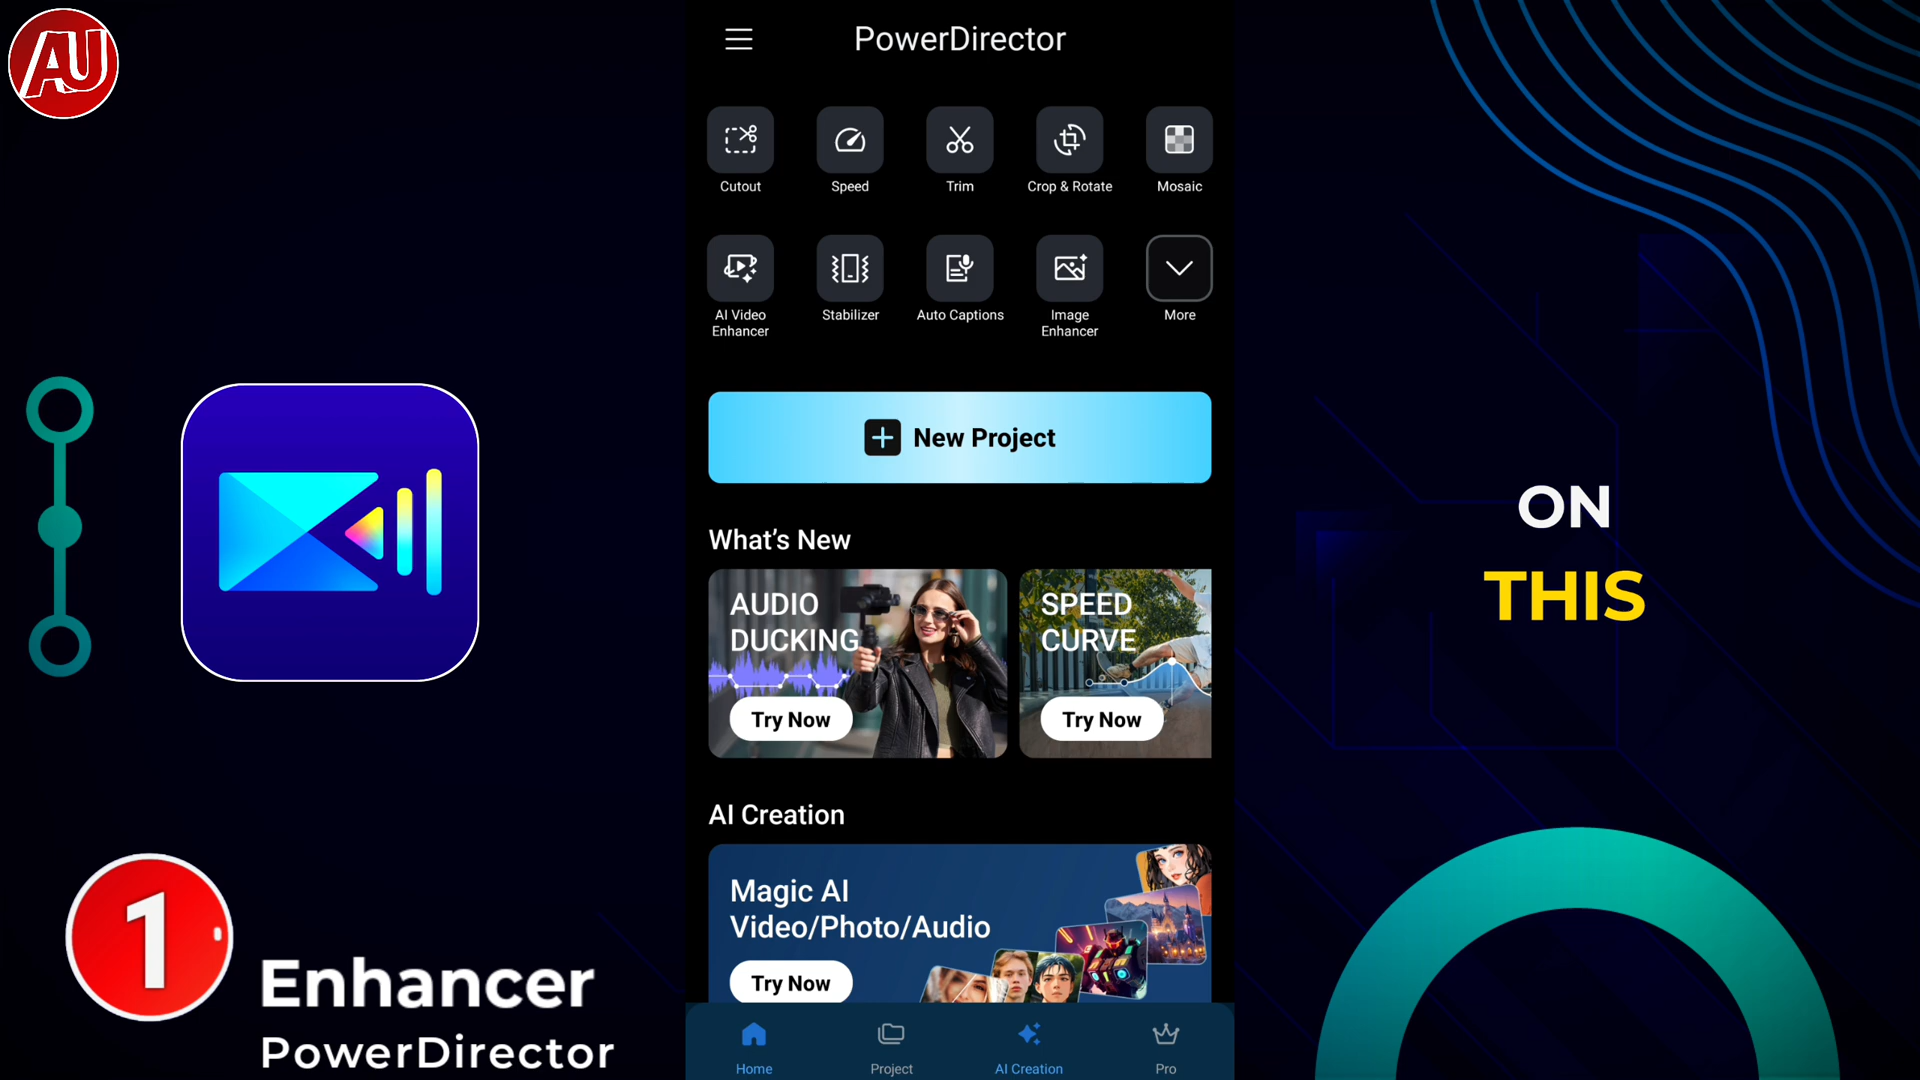 AU
PowerDirector
Cutout
Speed
Trim
Crop & Rotate
Mosaic
AI Video
Enhancer
Stabilizer
Auto Captions
Image
Enhancer
More
New Project
What's New
AUDIO
DUCKING
Try Now
SPEED
CURVE
Try Now
AI Creation
Magic AI
Video/Photo/Audio
Try Now
Home
Project
AI Creation
Pro
ON
THIS
1
Enhancer
PowerDirector